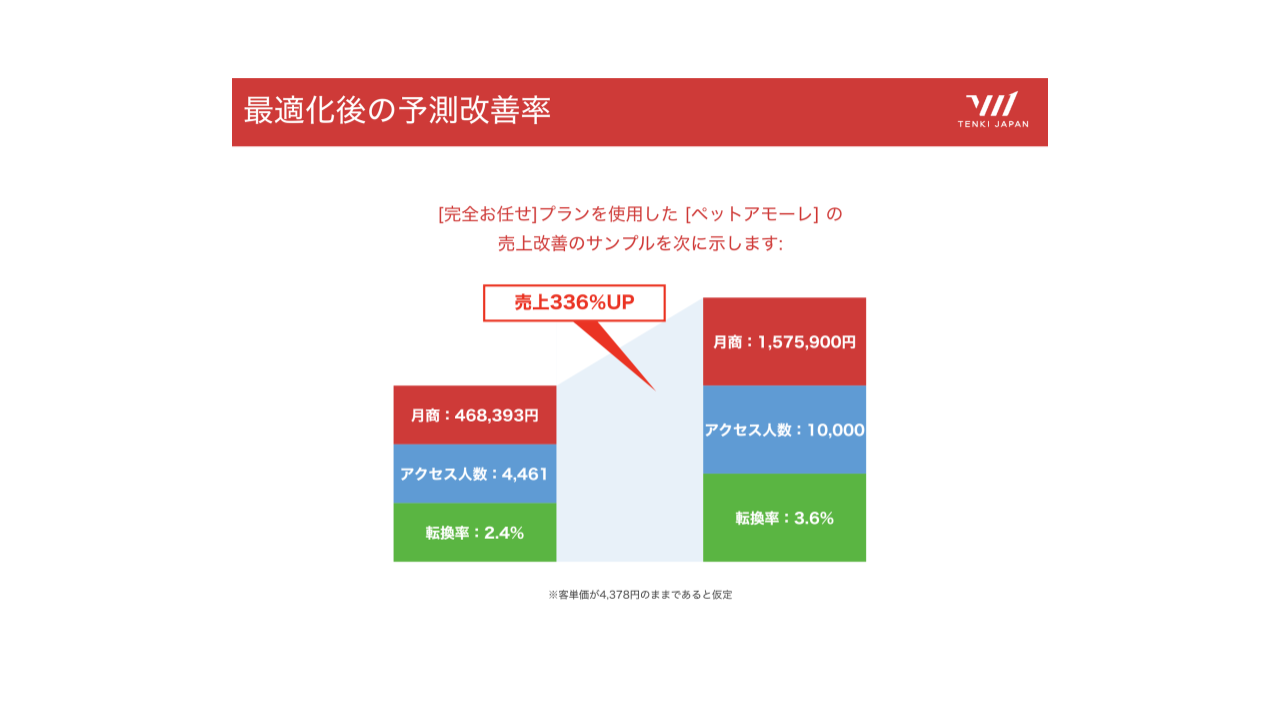 最適化後の予測改善率
TENKI JAPAN
[完全お任せ]プランを使用した [ペットアモーレ] の
売上改善のサンプルを次に示します:
売上336%UP
月商：468,393円
アクセス人数：4,461
転換率：2.4%
月商：1,575,900円
アクセス人数：10,000
転換率：3.6%
※客単価が4,378円のままであると仮定